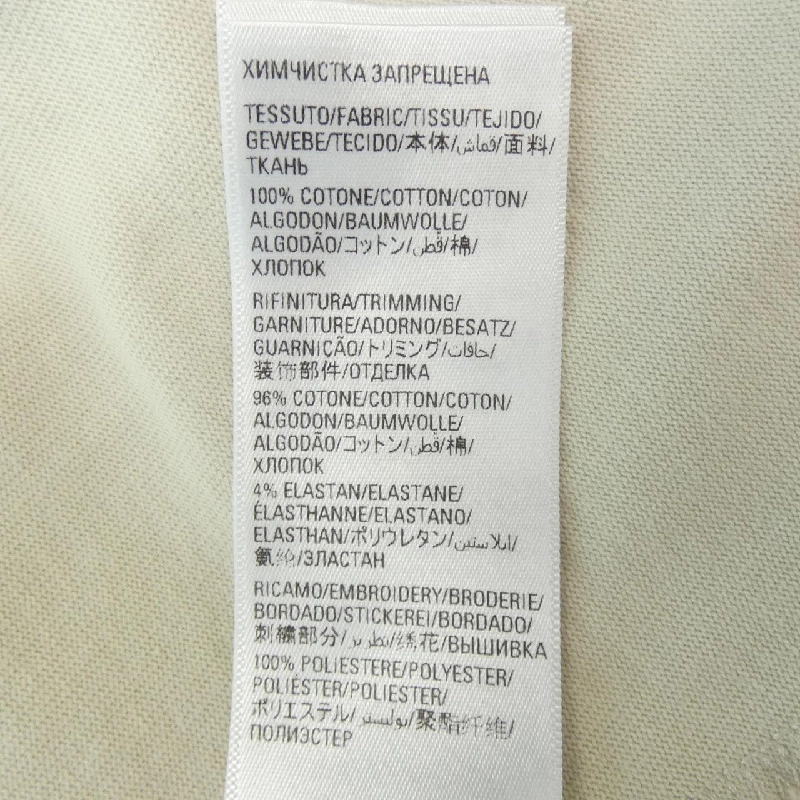 ХИМЧИСТКА ЗАПРЕЩЕНА
TESSUTO/FABRIC/TISSU/TEJIDO/
GEWEBE/TECIDO/本体/قماش/面料/
ТКАНЬ
100% COTONE/COTTON/COTON/
ALGODON/BAUMWOLLE/
ALGODÃO/コットン/قطن/棉/
ХЛОПОК
RIFINITURA/TRIMMING/
GARNITURE/ADORNO/BESATZ/
GUARNICÃO/トリミング/حافات/
装饰部件/ОТДЕЛКА
96% COTONE/COTTON/COTON/
ALGODON/BAUMWOLLE/
ALGODÃO/コットン/قطن/棉/
ХЛОПОК
4% ELASTAN/ELASTANE/
ÉLASTHANNE/ELASTANO/
ELASTHAN/ポリウレタン/ايلاستين/
氨纶/ЭЛАСТАН
RICAMO/EMBROIDERY/BRODERIE/
BORDADO/STICKEREI/BORDADO/
刺繍部分/تطريز/绣花/ВЫШИВКА
100% POLIESTERE/POLYESTER/
POLIÉSTER/POLIESTER/
ポリエステル/بوليستر/聚酯纤维/
ПОЛИЭСТЕР